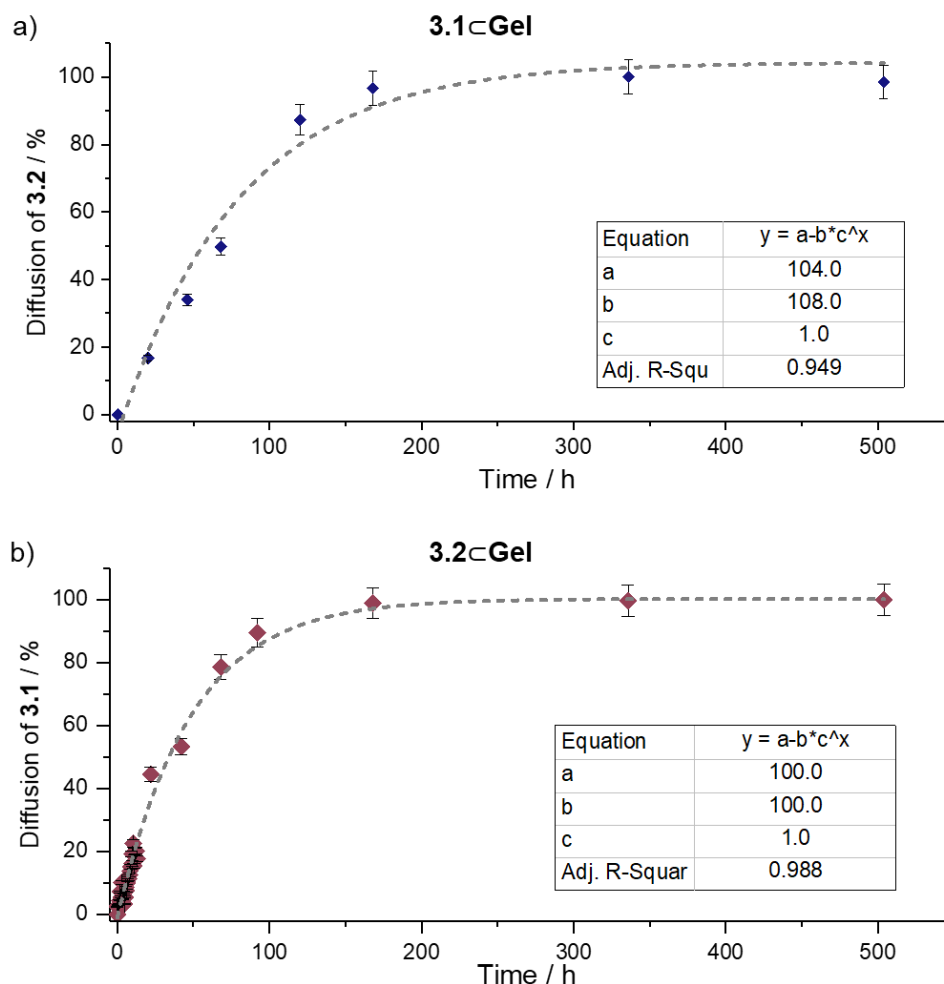 a)
3.1⊂Gel
Diffusion of 3.2 / %
100
80
60
40
20
0
Equation y = a-b*c^x
a 104.0
b 108.0
c 1.0
Adj. R-Squ 0.949
0 100 200 300 400 500
Time / h
b)
3.2⊂Gel
Diffusion of 3.1 / %
100
80
60
40
20
0
Equation y = a-b*c^x
a 100.0
b 100.0
c 1.0
Adj. R-Squar 0.988
0 100 200 300 400 500
Time / h